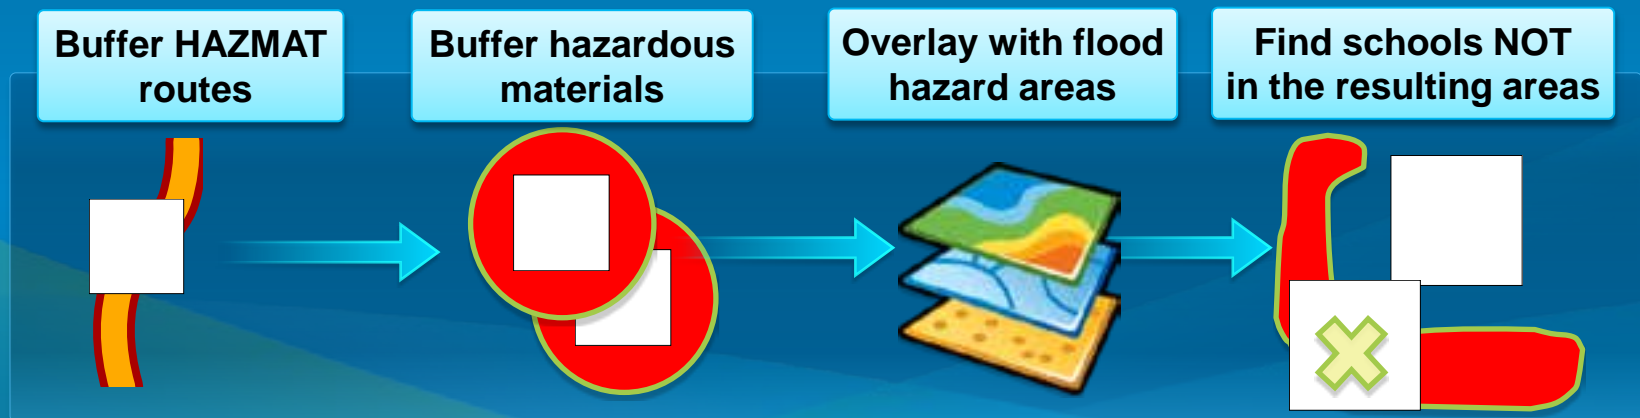 Buffer HAZMAT
routes
Buffer hazardous
materials
Overlay with flood
hazard areas
Find schools NOT
in the resulting areas